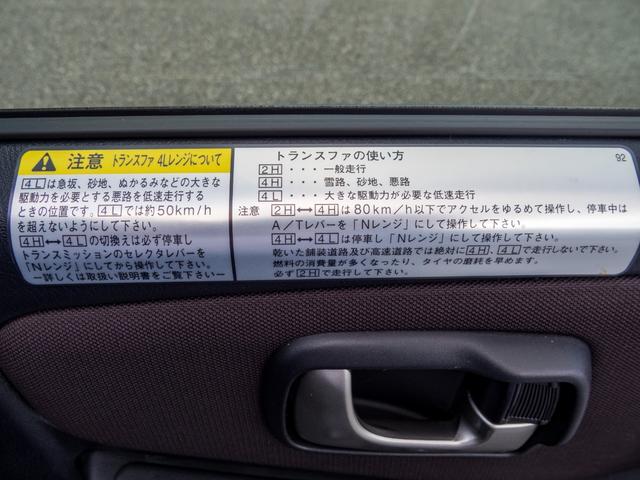 注意 トランスファ 4Lレンジについて
4Lは急坂、砂地、ぬかるみなどの大きな
駆動力を必要とする悪路を低速走行する
ときの位置です。4Lでは約50km/h
を超えないようにして下さい。
4H↔4Lの切換えは必ず停車し
トランスミッションのセレクタレバーを
「Nレンジ」にしてから操作して下さい。
ー詳しくは取扱い説明書をご覧下さいー
トランスファの使い方
92
2H・・・一般走行
4H・・・雪路、砂地、悪路
4L・・・大きな駆動力が必要な低速走行
注意 2H↔4Hは80km/h以下でアクセルをゆるめて操作し、停車中は
A/Tレバーを「Nレンジ」にして操作して下さい。
4H↔4Lは停車し「Nレンジ」にして操作して下さい。
乾いた舗装道路及び高速道路では絶対に4H、4Lで走行しないで下さい。
燃料の消費量が多くなったり、タイヤの磨耗を早めます。
必ず2Hで走行して下さい。